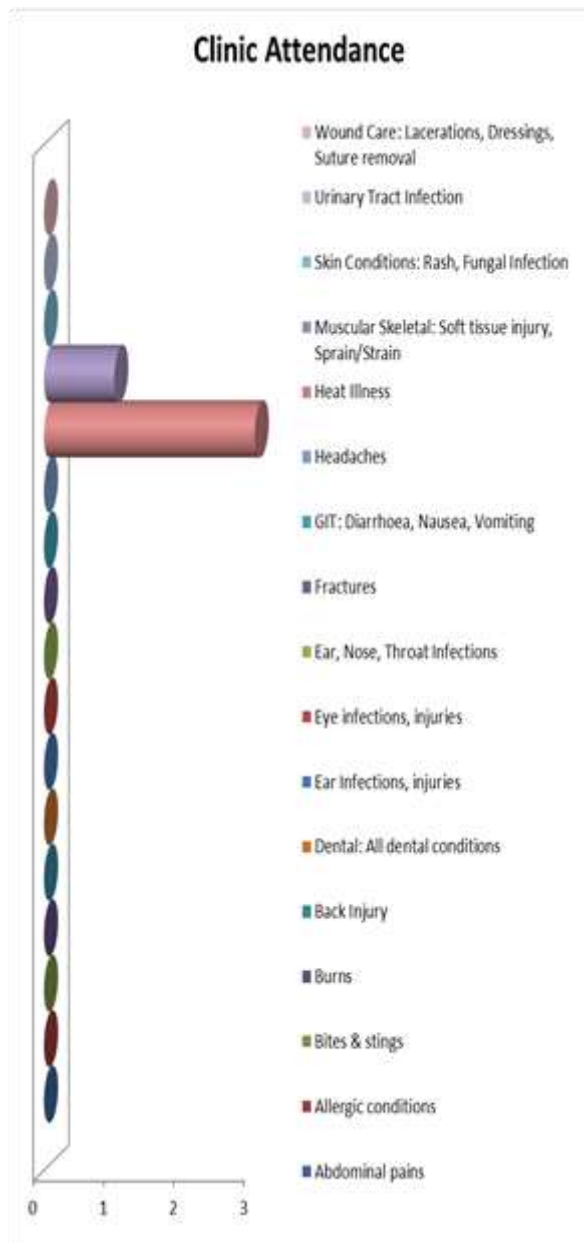 Clinic Attendance
Wound Care: Lacerations, Dressings,
Suture removal
Urinary Tract Infection
Skin Conditions: Rash, Fungal Infection
Muscular Skeletal: Soft tissue injury,
Sprain/Strain
Heat Illness
Headaches
GIT: Diarrhoea, Nausea, Vomiting
Fractures
Ear, Nose, Throat Infections
Eye infections, injuries
Ear Infections, injuries
Dental: All dental conditions
Back Injury
Burns
Bites & stings
Allergic conditions
Abdominal pains
0 1 2 3